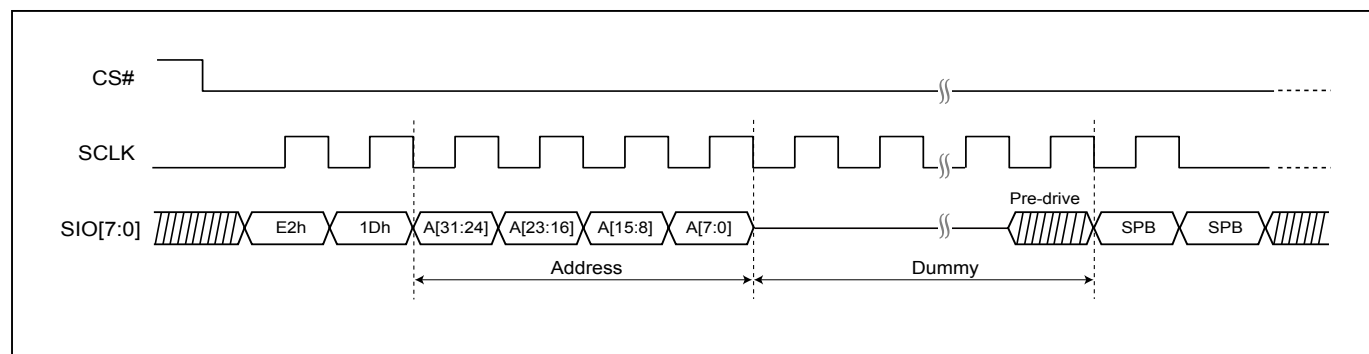 CS#
SCLK
Pre-drive
SIO[7:0] E2h 1Dh A[31:24] A[23:16] A[15:8] A[7:0] SPB SPB
Address Dummy